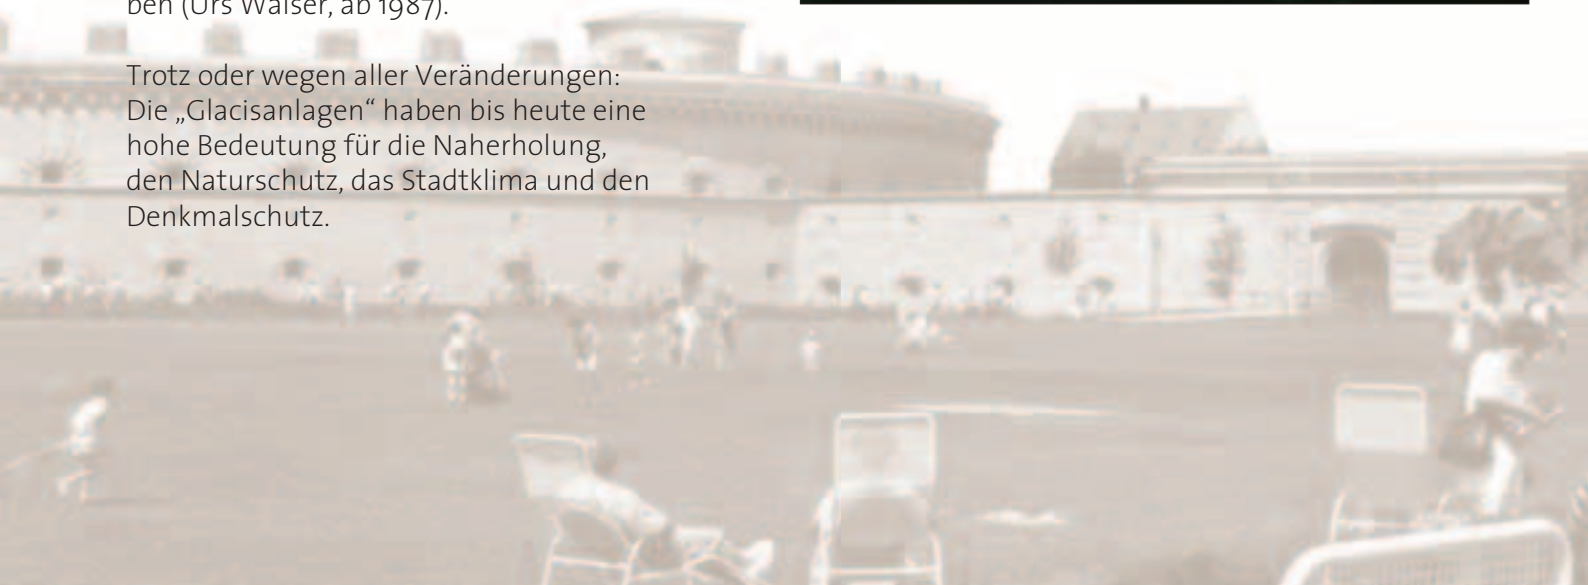 ben (Urs Walser, ab 1987).
Trotz oder wegen aller Veränderungen:
Die „Glacisanlagen“ haben bis heute eine
hohe Bedeutung für die Naherholung,
den Naturschutz, das Stadtklima und den
Denkmalschutz.